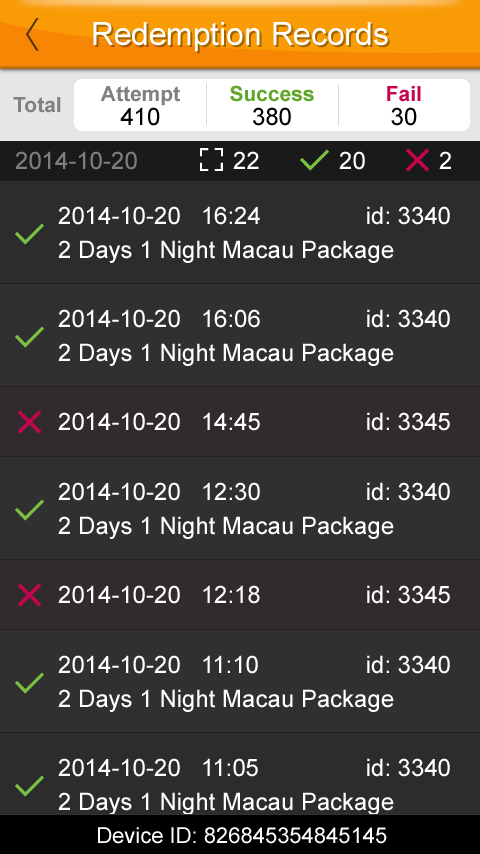 Redemption Records
Total
Attempt Success Fail
410 380 30
2014-10-20 22 20 2
2014-10-20 16:24 id: 3340
2 Days 1 Night Macau Package
2014-10-20 16:06 id: 3340
2 Days 1 Night Macau Package
2014-10-20 14:45 id: 3345
2014-10-20 12:30 id: 3340
2 Days 1 Night Macau Package
2014-10-20 12:18 id: 3345
2014-10-20 11:10 id: 3340
2 Days 1 Night Macau Package
2014-10-20 11:05 id: 3340
2 Days 1 Night Macau Package
Device ID: 826845354845145